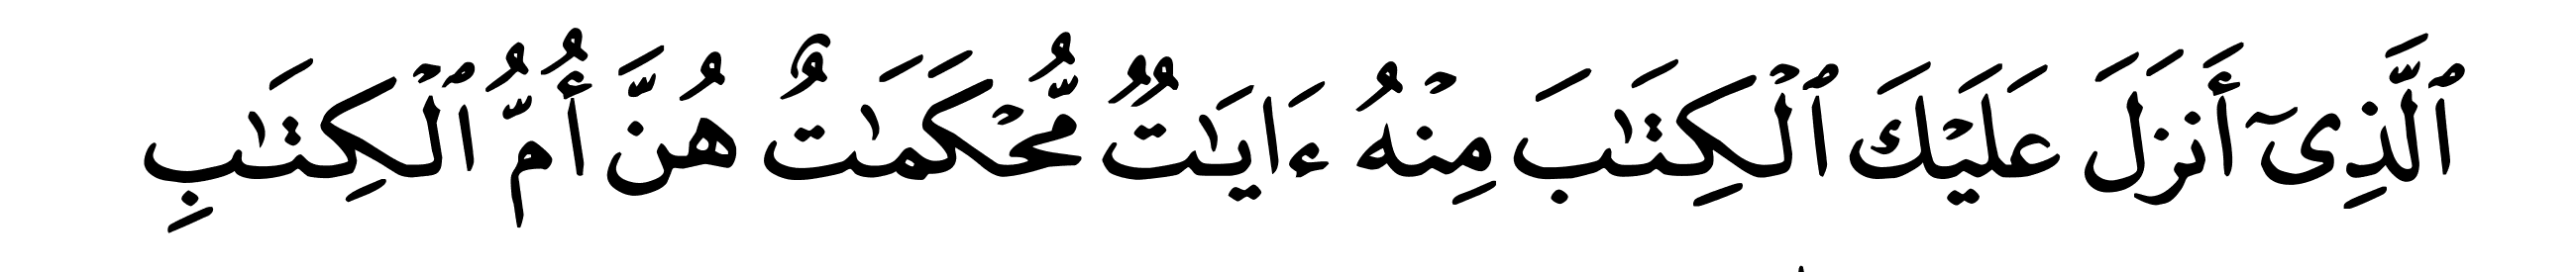 ٱلَّذِىٓ أَنزَلَ عَلَيْكَ ٱلْكِتَـٰبَ مِنْهُ ءَايَـٰتٌ مُّحْكَمَـٰتٌ هُنَّ أُمُّ ٱلْكِتَـٰبِ